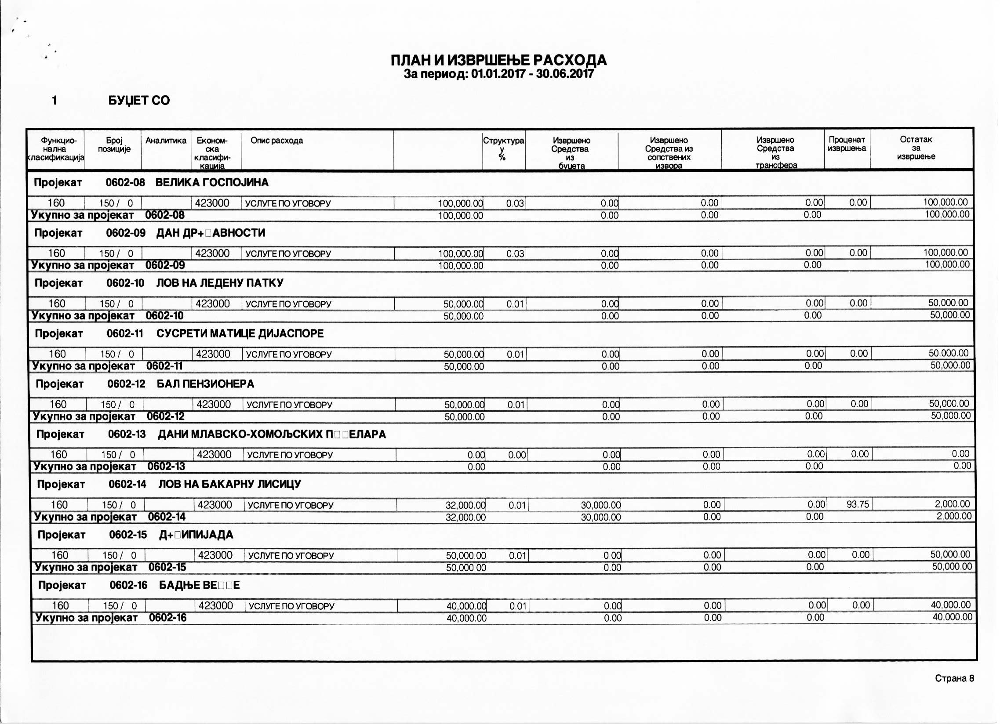 ПЛАН И ИЗВРШЕЊЕ РАСХОДА
За период: 01.01.2017 - 30.06.2017
1 БУЏЕТ СО
Функцио-нална класификација Број позиције Аналитика Економ-ска класифи-кација Опис расхода Структура у % Извршено Средства из буџета Извршено Средства из сопствених извора Извршено Средства из трансфера Проценат извршења Остатак за извршење
Пројекат 0602-08 ВЕЛИКА ГОСПОЈИНА
160 150 / 0 423000 УСЛУГЕ ПО УГОВОРУ 100,000.00 0.03 0.00 0.00 0.00 0.00 100,000.00
Укупно за пројекат 0602-08 100,000.00 0.00 0.00 0.00 100,000.00
Пројекат 0602-09 ДАН ДР+□АВНОСТИ
160 150 / 0 423000 УСЛУГЕ ПО УГОВОРУ 100,000.00 0.03 0.00 0.00 0.00 0.00 100,000.00
Укупно за пројекат 0602-09 100,000.00 0.00 0.00 0.00 100,000.00
Пројекат 0602-10 ЛОВ НА ЛЕДЕНУ ПАТКУ
160 150 / 0 423000 УСЛУГЕ ПО УГОВОРУ 50,000.00 0.01 0.00 0.00 0.00 0.00 50,000.00
Укупно за пројекат 0602-10 50,000.00 0.00 0.00 0.00 50,000.00
Пројекат 0602-11 СУСРЕТИ МАТИЦЕ ДИЈАСПОРЕ
160 150 / 0 423000 УСЛУГЕ ПО УГОВОРУ 50,000.00 0.01 0.00 0.00 0.00 0.00 50,000.00
Укупно за пројекат 0602-11 50,000.00 0.00 0.00 0.00 50,000.00
Пројекат 0602-12 БАЛ ПЕНЗИОНЕРА
160 150 / 0 423000 УСЛУГЕ ПО УГОВОРУ 50,000.00 0.01 0.00 0.00 0.00 0.00 50,000.00
Укупно за пројекат 0602-12 50,000.00 0.00 0.00 0.00 50,000.00
Пројекат 0602-13 ДАНИ МЛАВСКО-ХОМОЉСКИХ П□□ЕЛАРА
160 150 / 0 423000 УСЛУГЕ ПО УГОВОРУ 0.00 0.00 0.00 0.00 0.00 0.00 0.00
Укупно за пројекат 0602-13 0.00 0.00 0.00 0.00 0.00
Пројекат 0602-14 ЛОВ НА БАКАРНУ ЛИСИЦУ
160 150 / 0 423000 УСЛУГЕ ПО УГОВОРУ 32,000.00 0.01 30,000.00 0.00 0.00 93.75 2,000.00
Укупно за пројекат 0602-14 32,000.00 30,000.00 0.00 0.00 2,000.00
Пројекат 0602-15 Д+□ИПИЈАДА
160 150 / 0 423000 УСЛУГЕ ПО УГОВОРУ 50,000.00 0.01 0.00 0.00 0.00 0.00 50,000.00
Укупно за пројекат 0602-15 50,000.00 0.00 0.00 0.00 50,000.00
Пројекат 0602-16 БАДЊЕ ВЕ□□Е
160 150 / 0 423000 УСЛУГЕ ПО УГОВОРУ 40,000.00 0.01 0.00 0.00 0.00 0.00 40,000.00
Укупно за пројекат 0602-16 40,000.00 0.00 0.00 0.00 40,000.00
Страна 8